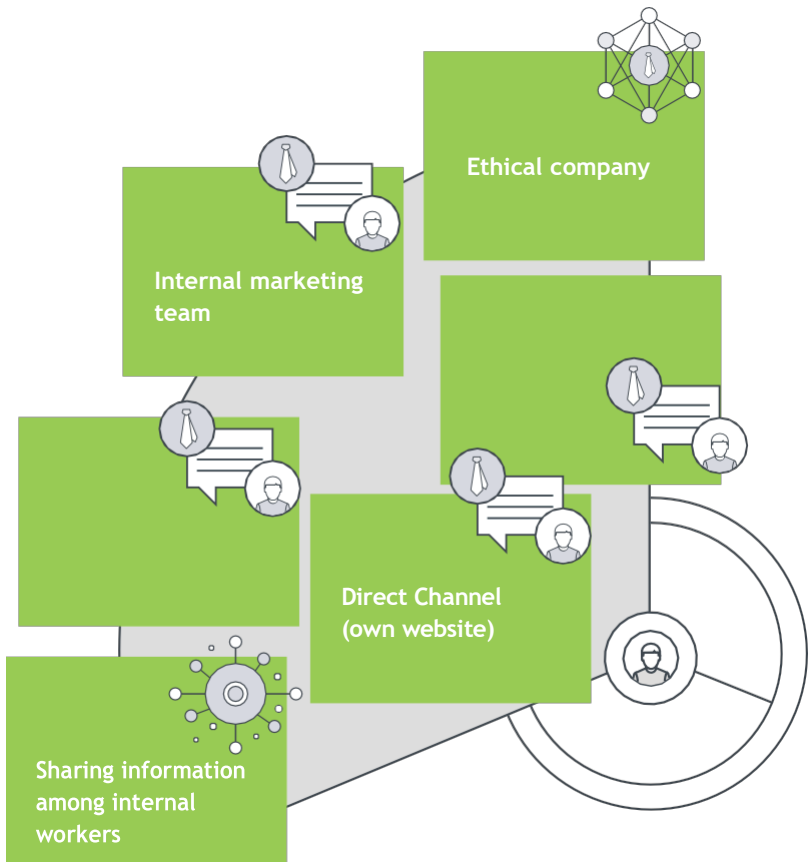 Ethical company
Internal marketing
team
Direct Channel
(own website)
Sharing information
among internal
workers